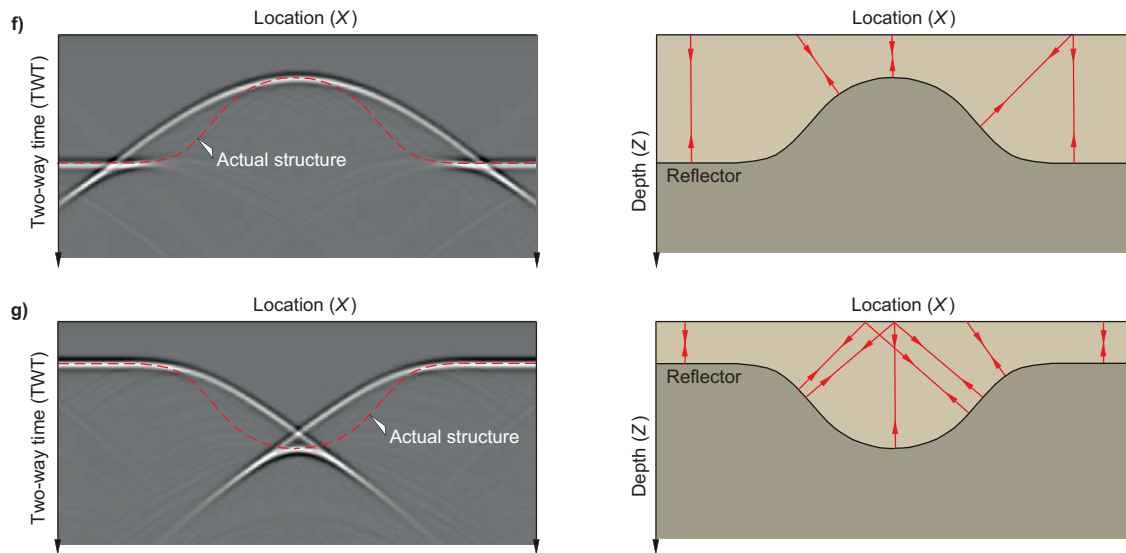 f)
Location (X)
Two-way time (TWT)
Actual structure
Location (X)
Depth (Z)
Reflector
g)
Location (X)
Two-way time (TWT)
Actual structure
Location (X)
Depth (Z)
Reflector